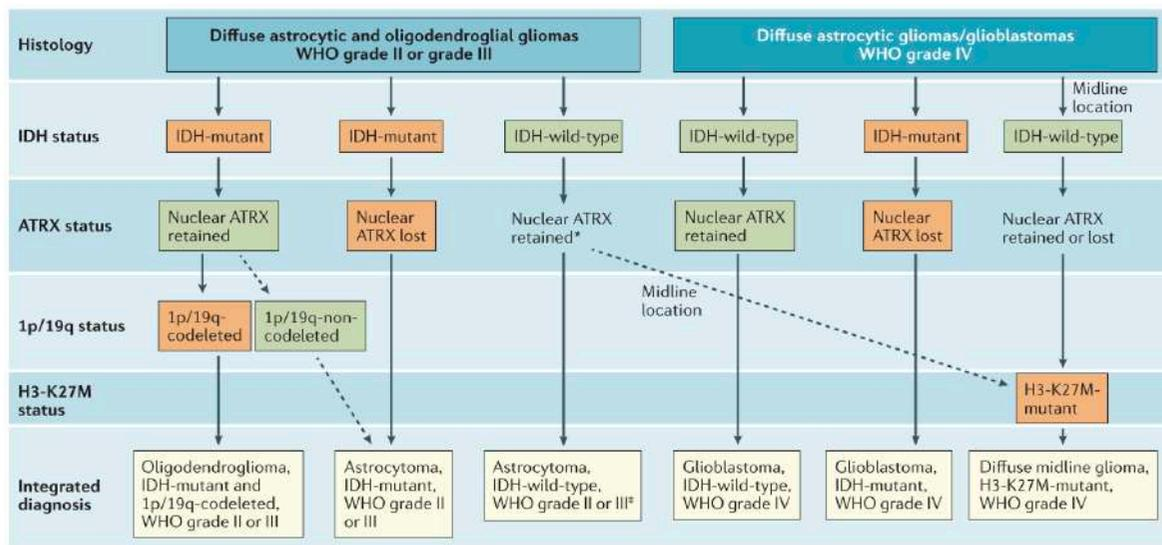 Histology
Diffuse astrocytic and oligodendroglial gliomas
WHO grade II or grade III
Diffuse astrocytic gliomas/glioblastomas
WHO grade IV
Midline
location
IDH status
IDH-mutant
IDH-mutant
IDH-wild-type
IDH-wild-type
IDH-mutant
IDH-wild-type
ATRX status
Nuclear ATRX
retained
Nuclear
ATRX lost
Nuclear ATRX
retained*
Nuclear ATRX
retained
Nuclear
ATRX lost
Nuclear ATRX
retained or lost
Midline
location
1p/19q status
1p/19q-
codeleted
1p/19q-non-
codeleted
H3-K27M
status
H3-K27M-
mutant
Integrated
diagnosis
Oligodendroglioma,
IDH-mutant and
1p/19q-codeleted,
WHO grade II or III
Astrocytoma,
IDH-mutant,
WHO grade II
or III
Astrocytoma,
IDH-wild-type,
WHO grade II or III‡
Glioblastoma,
IDH-wild-type,
WHO grade IV
Glioblastoma,
IDH-mutant,
WHO grade IV
Diffuse midline glioma,
H3-K27M-mutant,
WHO grade IV